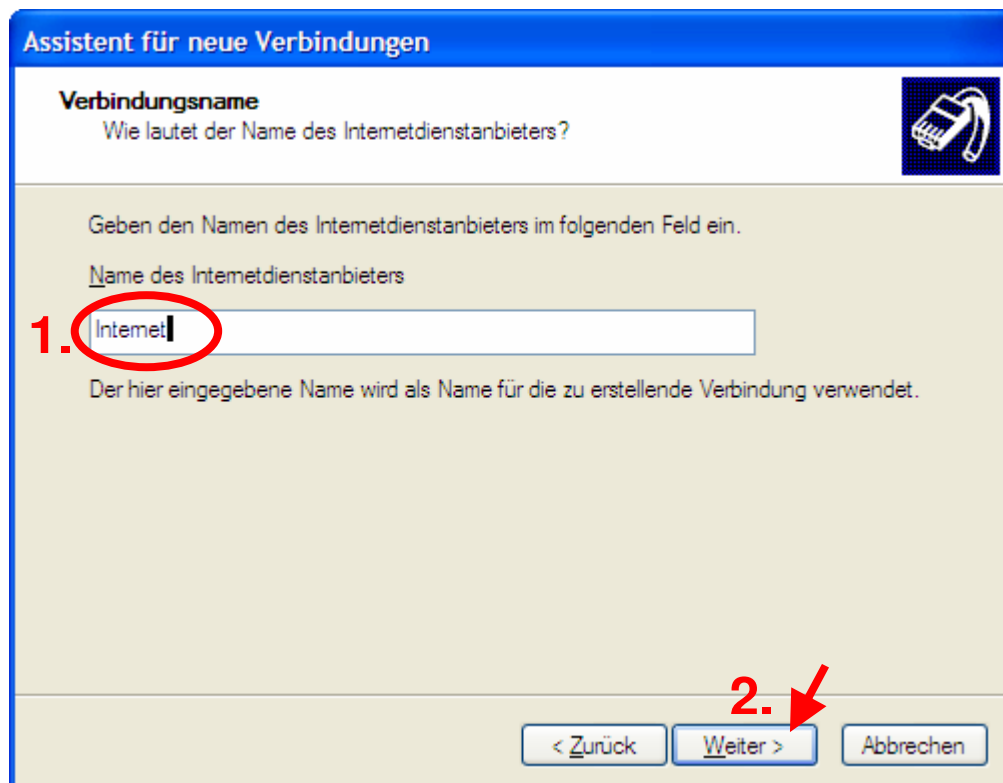 Assistent für neue Verbindungen
Verbindungsname
Wie lautet der Name des Internetdienstanbieters?
Geben den Namen des Internetdienstanbieters im folgenden Feld ein.
Name des Internetdienstanbieters
1. Internet
Der hier eingegebene Name wird als Name für die zu erstellende Verbindung verwendet.
2.
< Zurück Weiter > Abbrechen